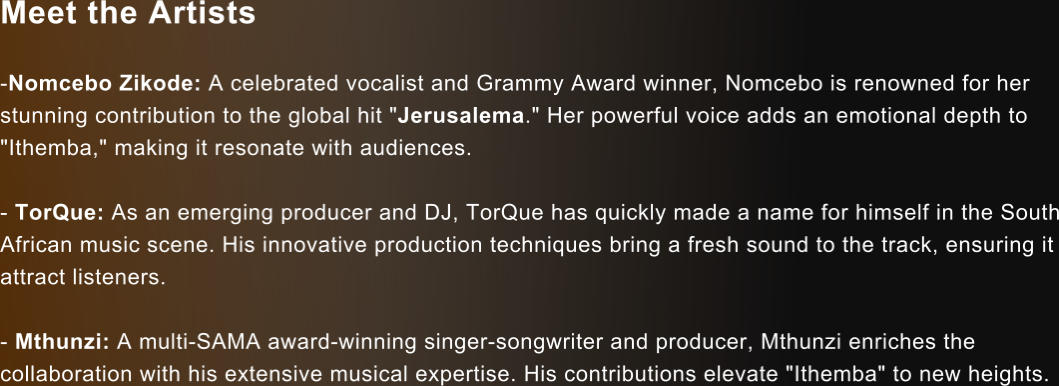 Meet the Artists
-Nomcebo Zikode: A celebrated vocalist and Grammy Award winner, Nomcebo is renowned for her
stunning contribution to the global hit "Jerusalema." Her powerful voice adds an emotional depth to
"Ithemba," making it resonate with audiences.
- TorQue: As an emerging producer and DJ, TorQue has quickly made a name for himself in the South
African music scene. His innovative production techniques bring a fresh sound to the track, ensuring it
attract listeners.
- Mthunzi: A multi-SAMA award-winning singer-songwriter and producer, Mthunzi enriches the
collaboration with his extensive musical expertise. His contributions elevate "Ithemba" to new heights.